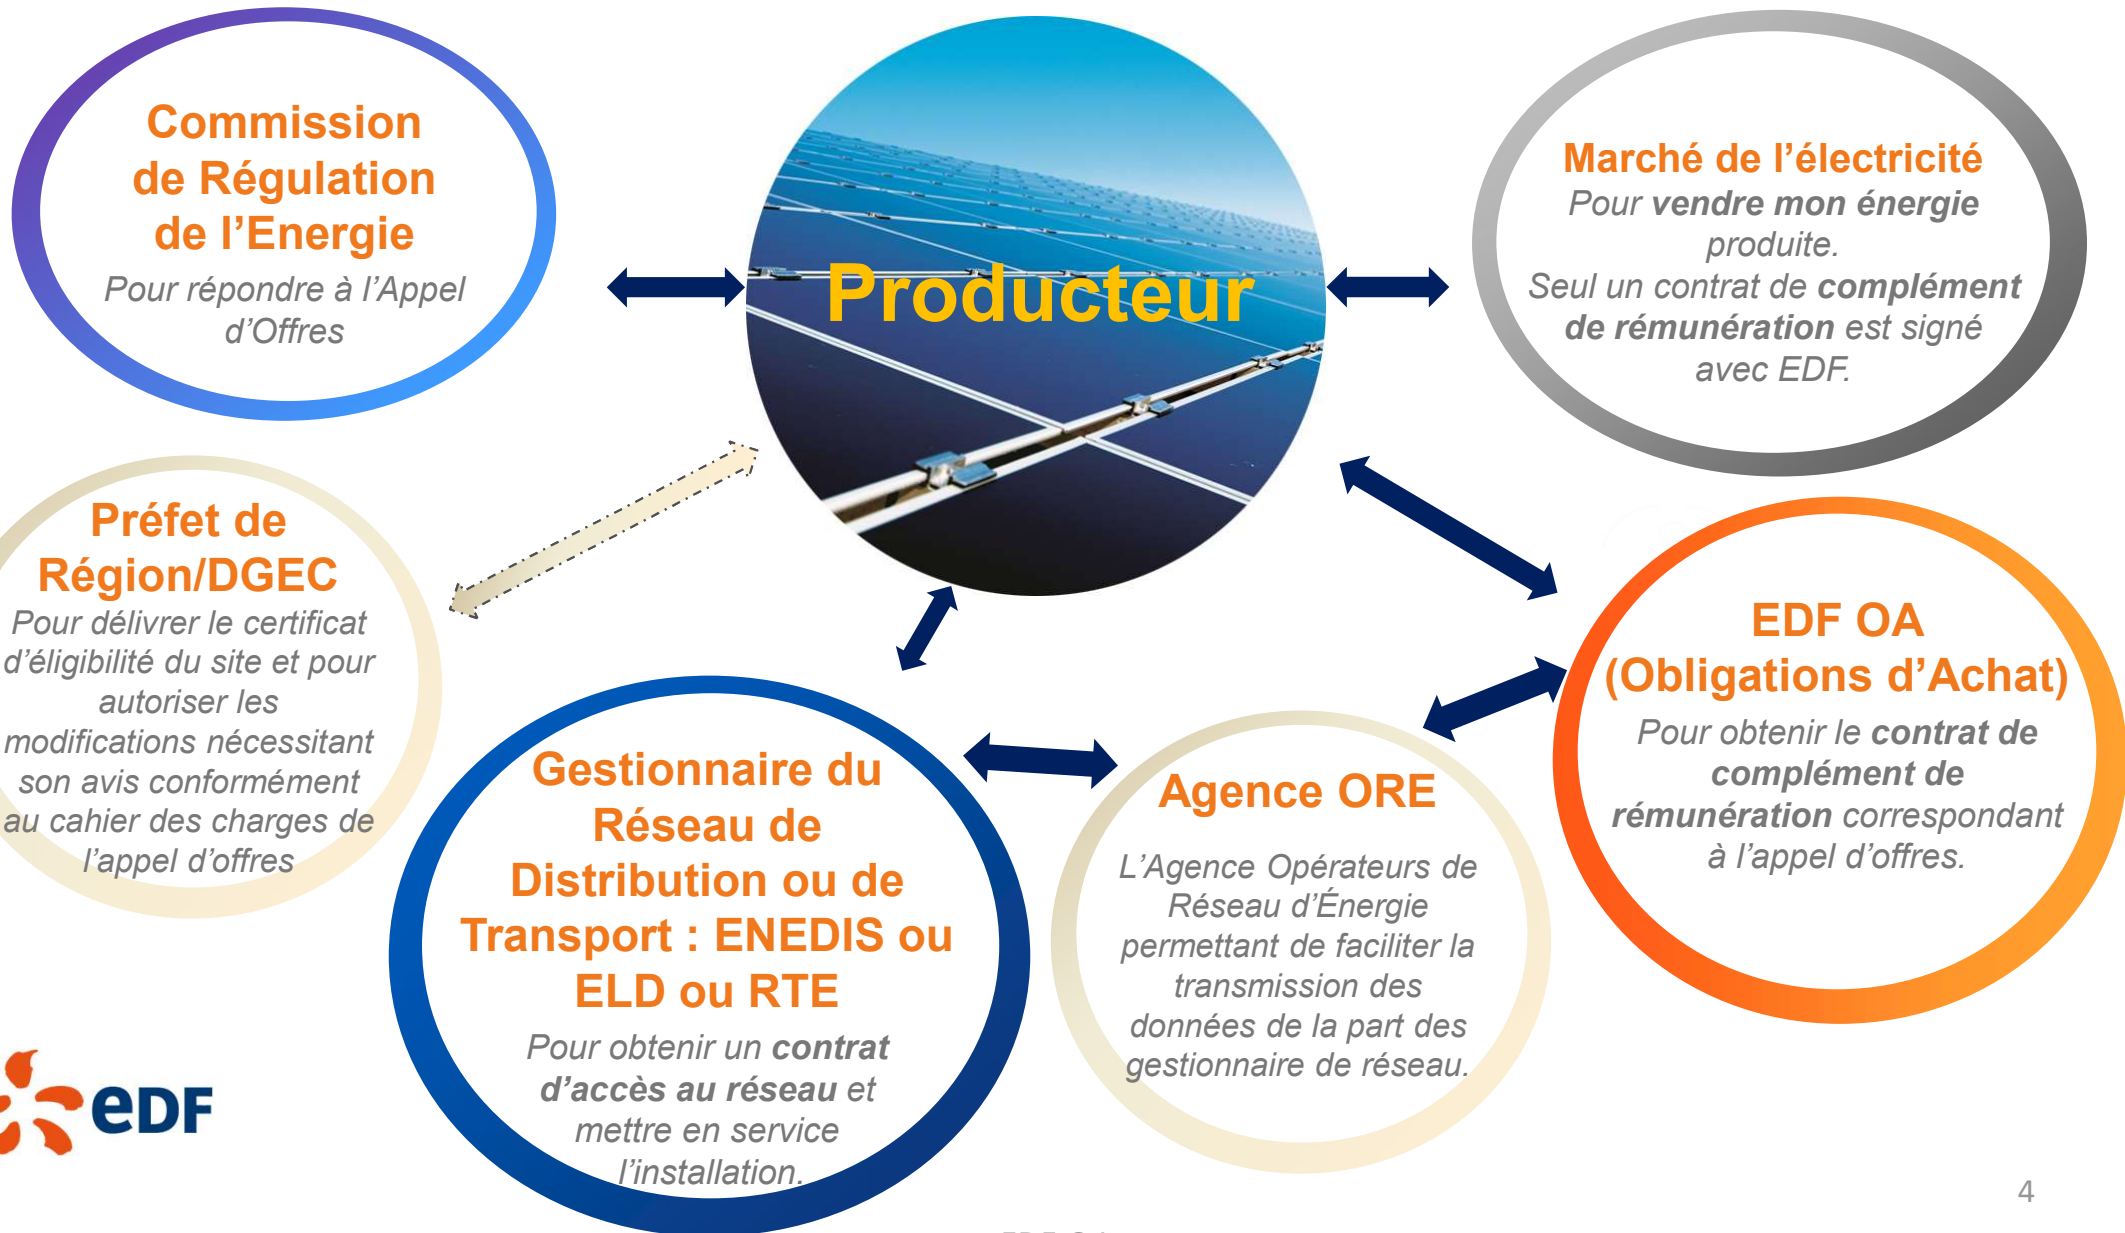 Commission
de Régulation
de l’Energie
Pour répondre à l’Appel
d’Offres
Producteur
Marché de l’électricité
Pour vendre mon énergie
produite.
Seul un contrat de complément
de rémunération est signé
avec EDF.
Préfet de
Région/DGEC
Pour délivrer le certificat
d’éligibilité du site et pour
autoriser les
modifications nécessitant
son avis conformément
au cahier des charges de
l’appel d’offres
Gestionnaire du
Réseau de
Distribution ou de
Transport : ENEDIS ou
ELD ou RTE
Pour obtenir un contrat
d’accès au réseau et
mettre en service
l’installation.
Agence ORE
L’Agence Opérateurs de
Réseau d’Énergie
permettant de faciliter la
transmission des
données de la part des
gestionnaire de réseau.
EDF OA
(Obligations d’Achat)
Pour obtenir le contrat de
complément de
rémunération correspondant
à l’appel d’offres.
edF
4